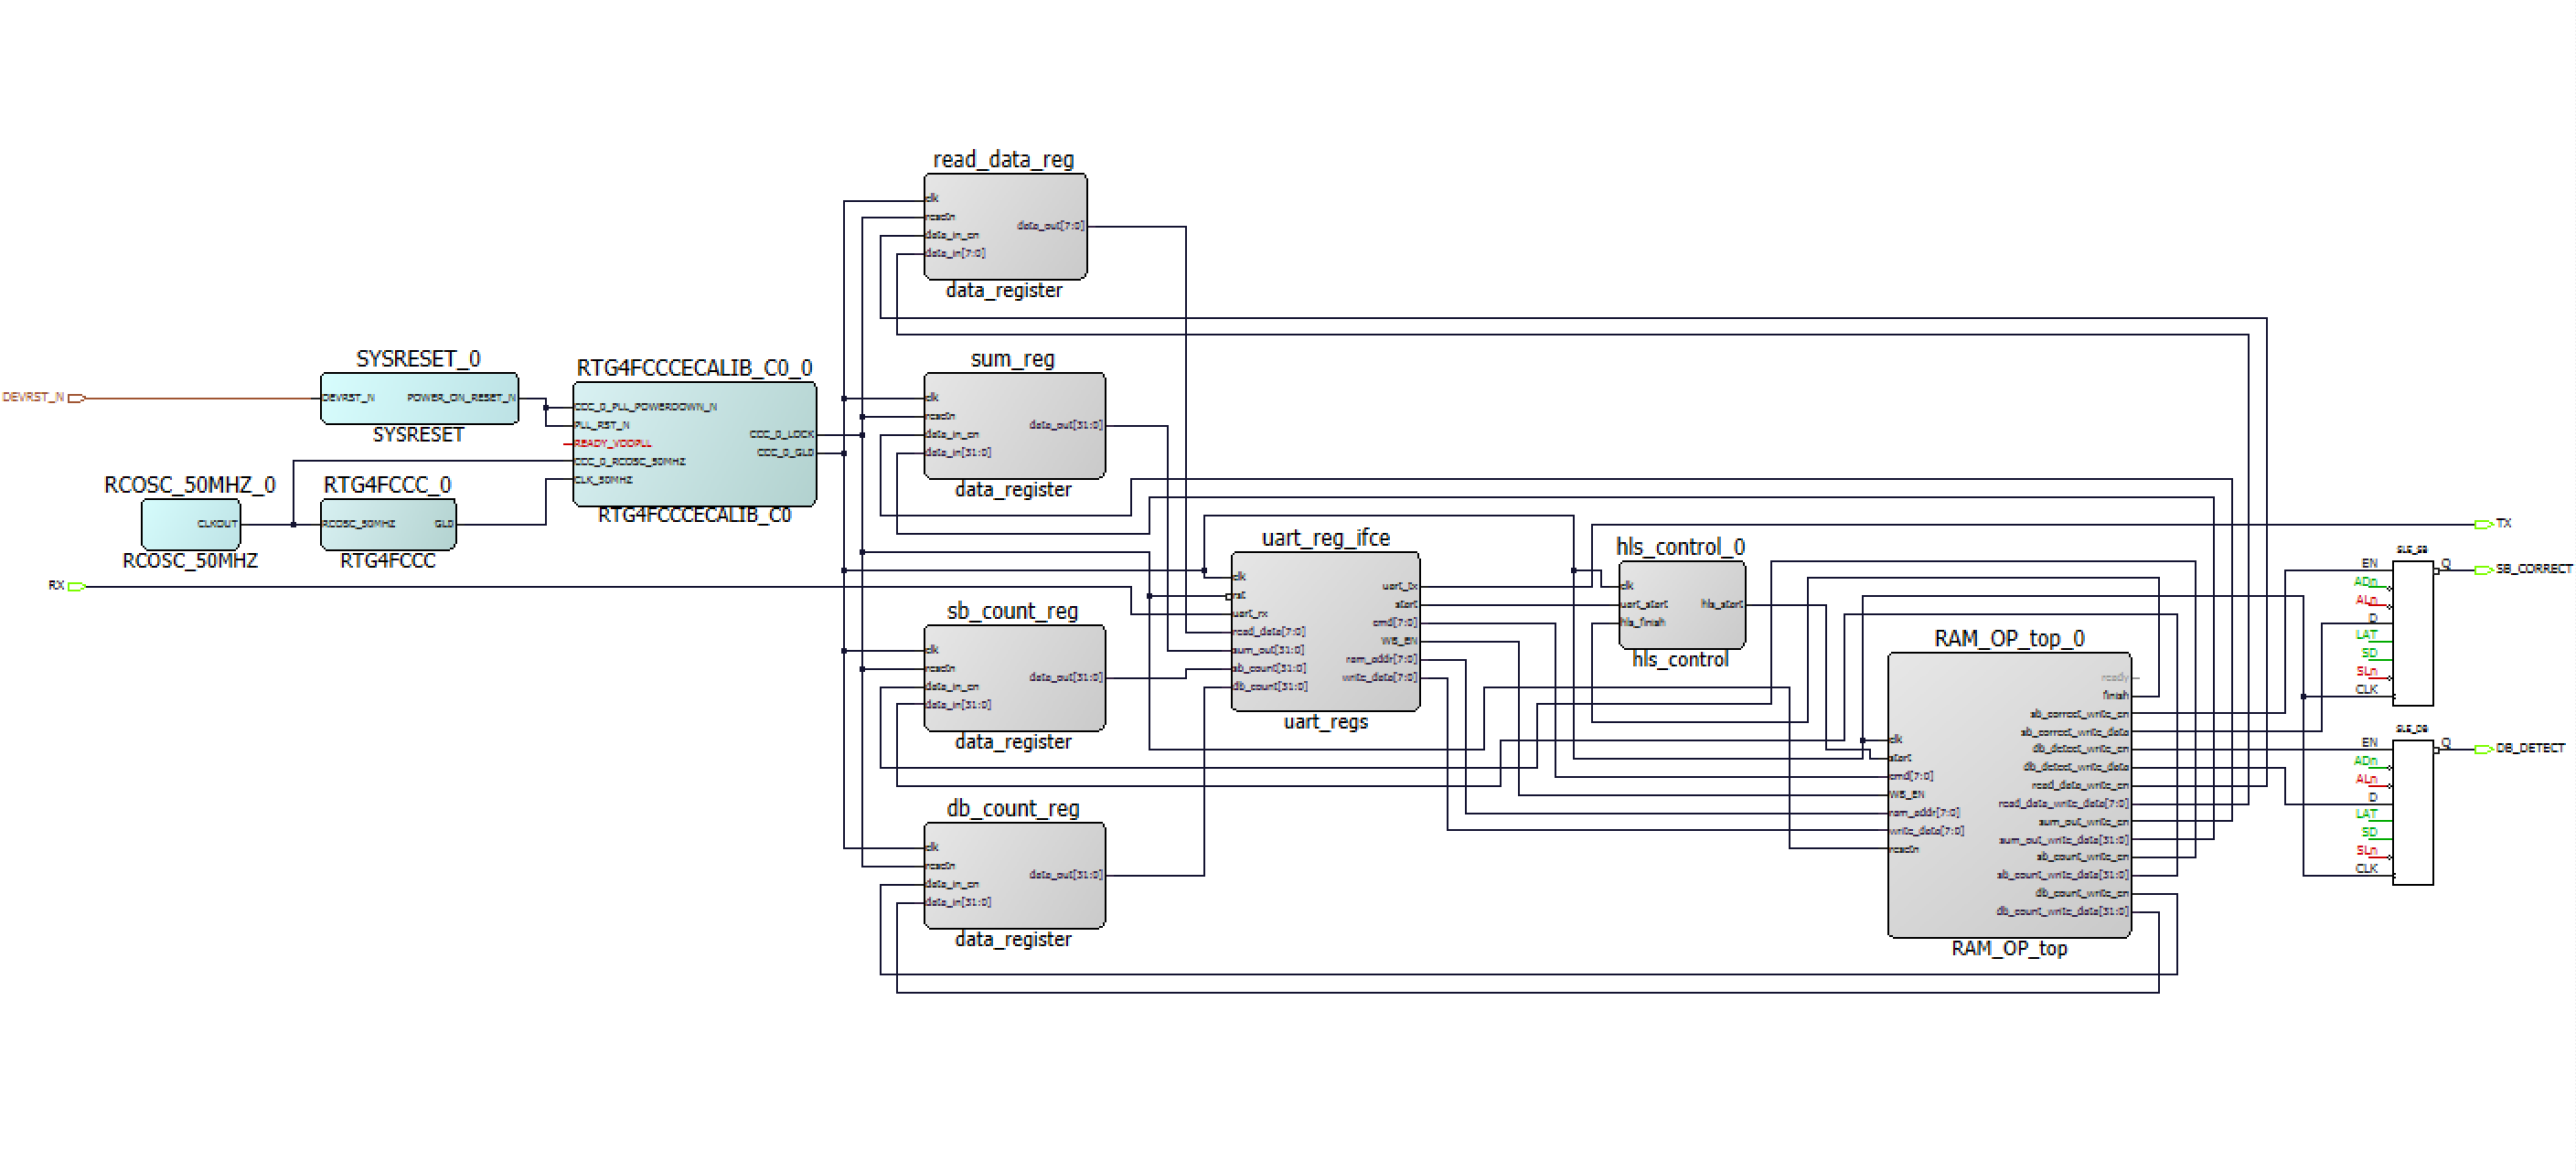 DEVRST_N
RX
SYSRESET_0
DEVRST_N
POWER_ON_RESET_N
SYSRESET
RCOSC_50MHZ_0
CLKOUT
RCOSC_50MHZ
RTG4FCCC_0
RCOSC_50MHZ
GL0
RTG4FCCC
RTG4FCCCECALIB_C0_0
CCC_0_PLL_POWERDOWN_N
PLL_RST_N
READY_VDDPLL
CCC_0_RCOSC_50MHZ
CLK_50MHZ
CCC_0_LOCK
CCC_0_GL0
RTG4FCCCECALIB_C0
read_data_reg
clk
resetn
data_in_en
data_in[7:0]
data_out[7:0]
data_register
sum_reg
clk
resetn
data_in_en
data_in[31:0]
data_out[31:0]
data_register
sb_count_reg
clk
resetn
data_in_en
data_in[31:0]
data_out[31:0]
data_register
db_count_reg
clk
resetn
data_in_en
data_in[31:0]
data_out[31:0]
data_register
uart_reg_ifce
clk
rst
uart_rx
read_data[7:0]
sum_out[31:0]
sb_count[31:0]
db_count[31:0]
uart_tx
start
cmd[7:0]
WB_EN
ram_addr[7:0]
write_data[7:0]
uart_regs
hls_control_0
clk
uart_start
hls_finish
hls_start
hls_control
RAM_OP_top_0
clk
start
cmd[7:0]
WB_EN
ram_addr[7:0]
write_data[7:0]
resetn
ready
finish
sb_correct_write_en
sb_correct_write_data
db_detect_write_en
db_detect_write_data
read_data_write_en
read_data_write_data[7:0]
sum_out_write_en
sum_out_write_data[31:0]
sb_count_write_en
sb_count_write_data[31:0]
db_count_write_en
db_count_write_data[31:0]
RAM_OP_top
SLE_SB
EN
ADn
ALn
D
LAT
SD
SLn
CLK
Q
SLE_DB
EN
ADn
ALn
D
LAT
SD
SLn
CLK
Q
TX
SB_CORRECT
DB_DETECT